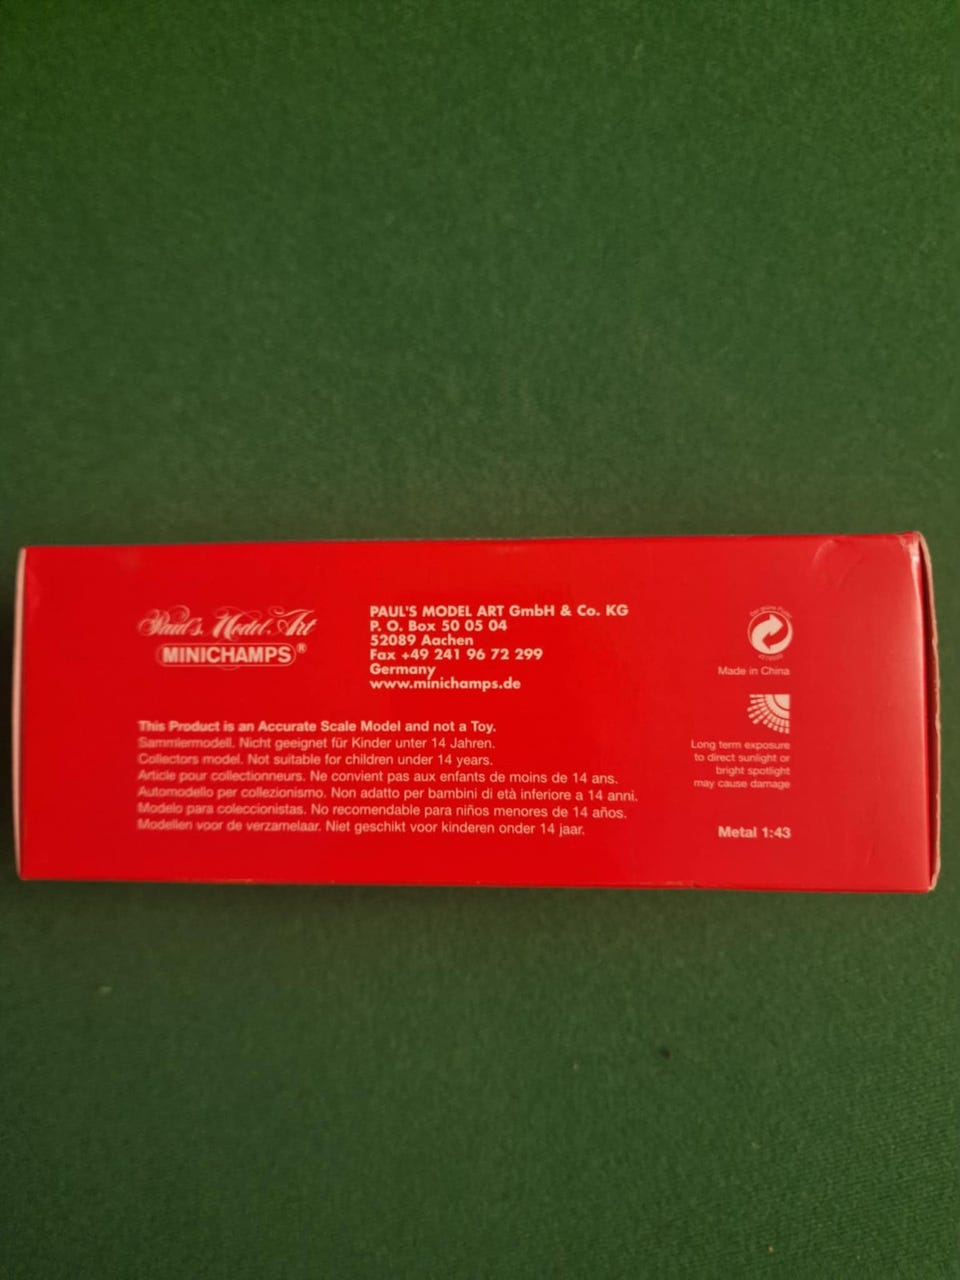 Paul's Model Art
MINICHAMPS®
PAUL'S MODEL ART GmbH & Co. KG
P. O. Box 50 05 04
52089 Aachen
Fax +49 241 96 72 299
Germany
www.minichamps.de
This Product is an Accurate Scale Model and not a Toy.
Sammlermodell. Nicht geeignet für Kinder unter 14 Jahren.
Collectors model. Not suitable for children under 14 years.
Article pour collectionneurs. Ne convient pas aux enfants de moins de 14 ans.
Automodello per collezionismo. Non adatto per bambini di età inferiore a 14 anni.
Modelo para coleccionistas. No recomendable para niños menores de 14 años.
Modellen voor de verzamelaar. Niet geschikt voor kinderen onder 14 jaar.
Der grüne Punkt
Made in China
Long term exposure
to direct sunlight or
bright spotlight
may cause damage
Metal 1:43